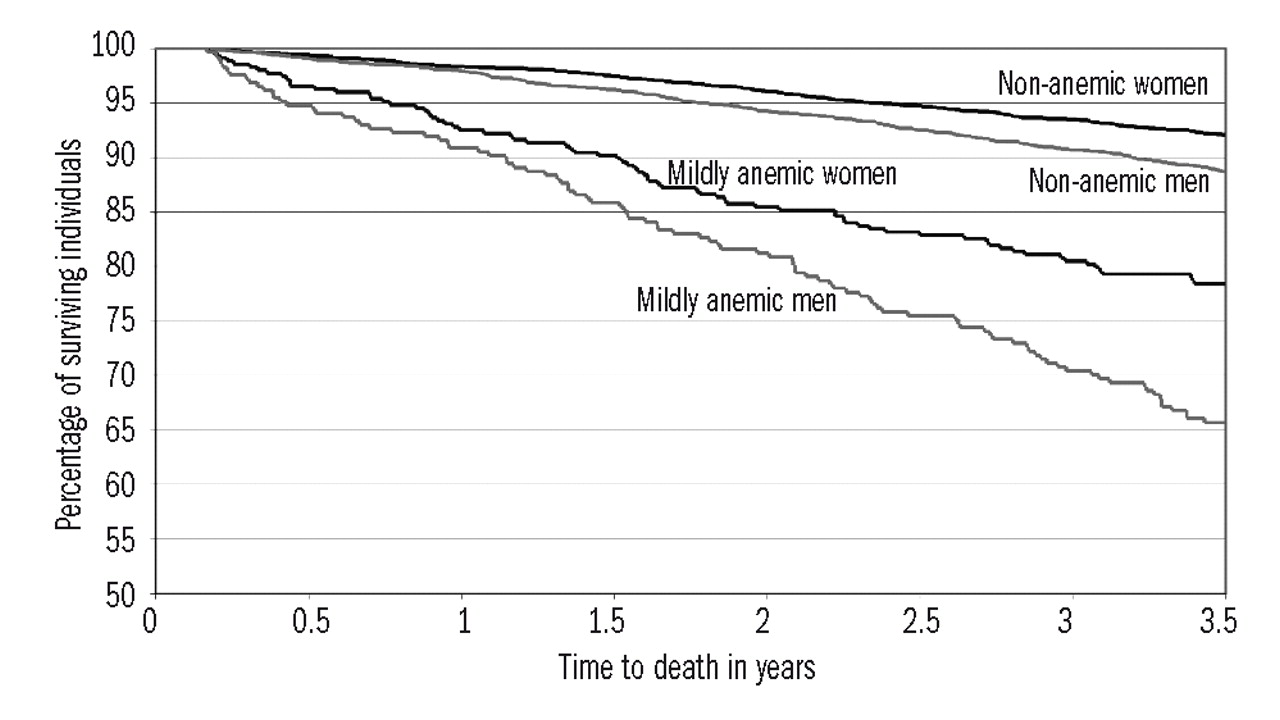 100
95
90
85
80
75
70
65
60
55
50
Percentage of surviving individuals
Non-anemic women
Non-anemic men
Mildly anemic women
Mildly anemic men
0 0.5 1 1.5 2 2.5 3 3.5
Time to death in years